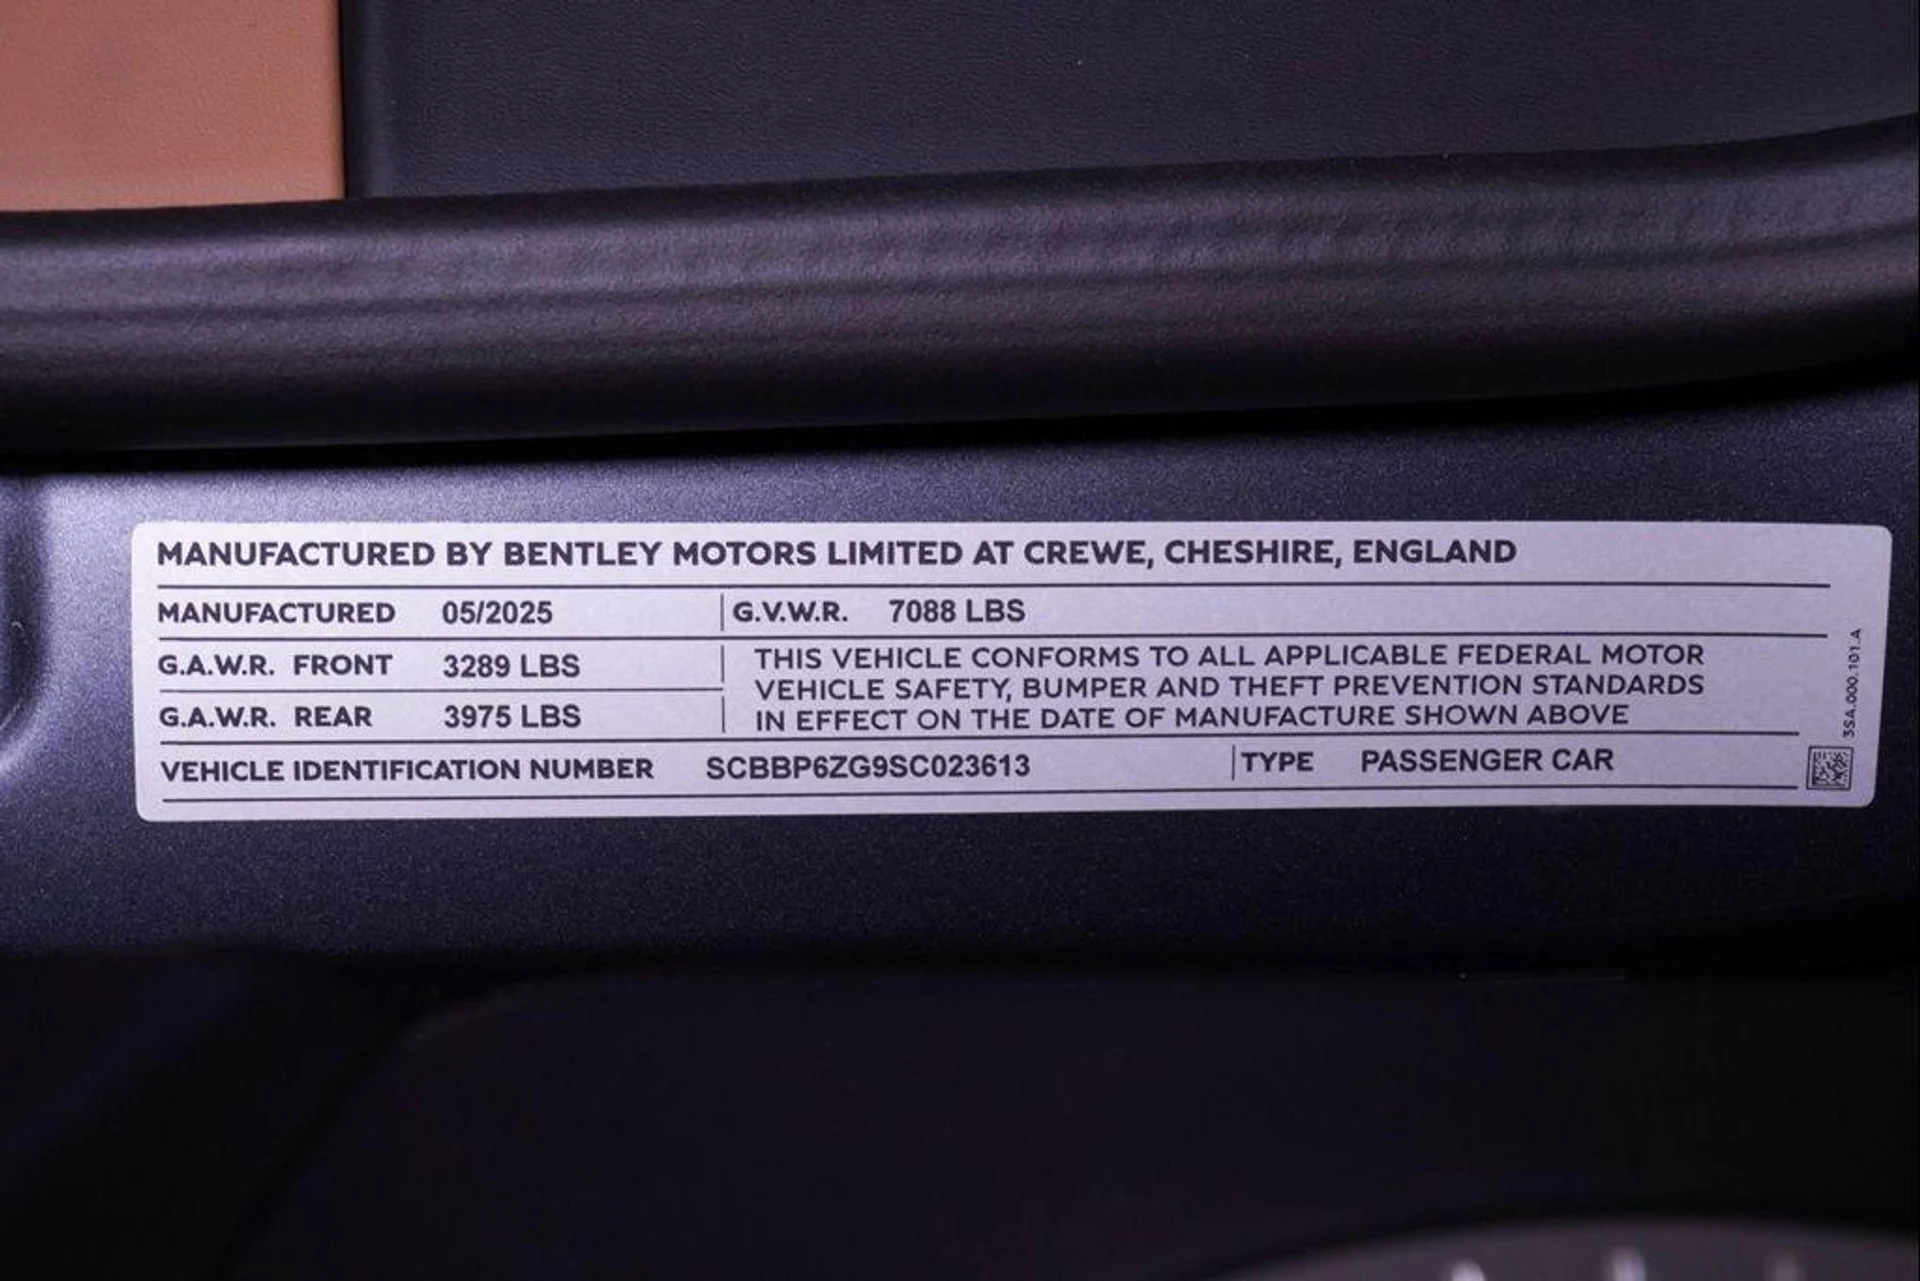 MANUFACTURED BY BENTLEY MOTORS LIMITED AT CREWE, CHESHIRE, ENGLAND
MANUFACTURED 05/2025 G.V.W.R. 7088 LBS
G.A.W.R. FRONT 3289 LBS
G.A.W.R. REAR 3975 LBS
THIS VEHICLE CONFORMS TO ALL APPLICABLE FEDERAL MOTOR
VEHICLE SAFETY, BUMPER AND THEFT PREVENTION STANDARDS
IN EFFECT ON THE DATE OF MANUFACTURE SHOWN ABOVE
VEHICLE IDENTIFICATION NUMBER SCBBP6ZG9SC023613 TYPE PASSENGER CAR
3SA.000.101.A